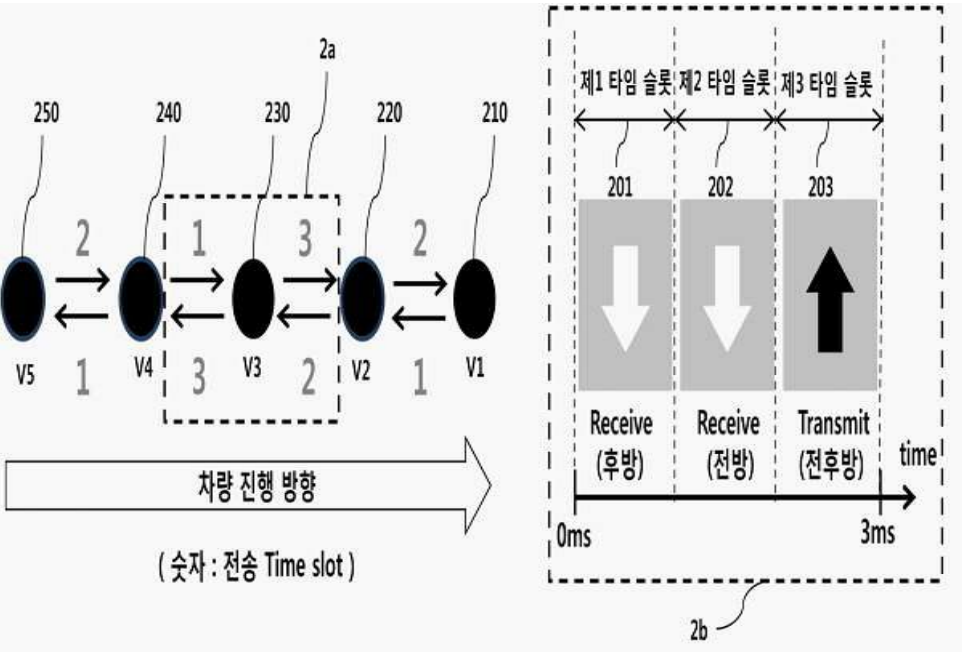 2a
250
240
230
220
210
2
1
3
2
V5
V4
V3
V2
V1
1
3
2
1
차량 진행 방향
( 숫자 : 전송 Time slot )
제1 타임 슬롯
제2 타임 슬롯
제3 타임 슬롯
201
202
203
Receive
(후방)
Receive
(전방)
Transmit
(전후방)
time
0ms
3ms
2b